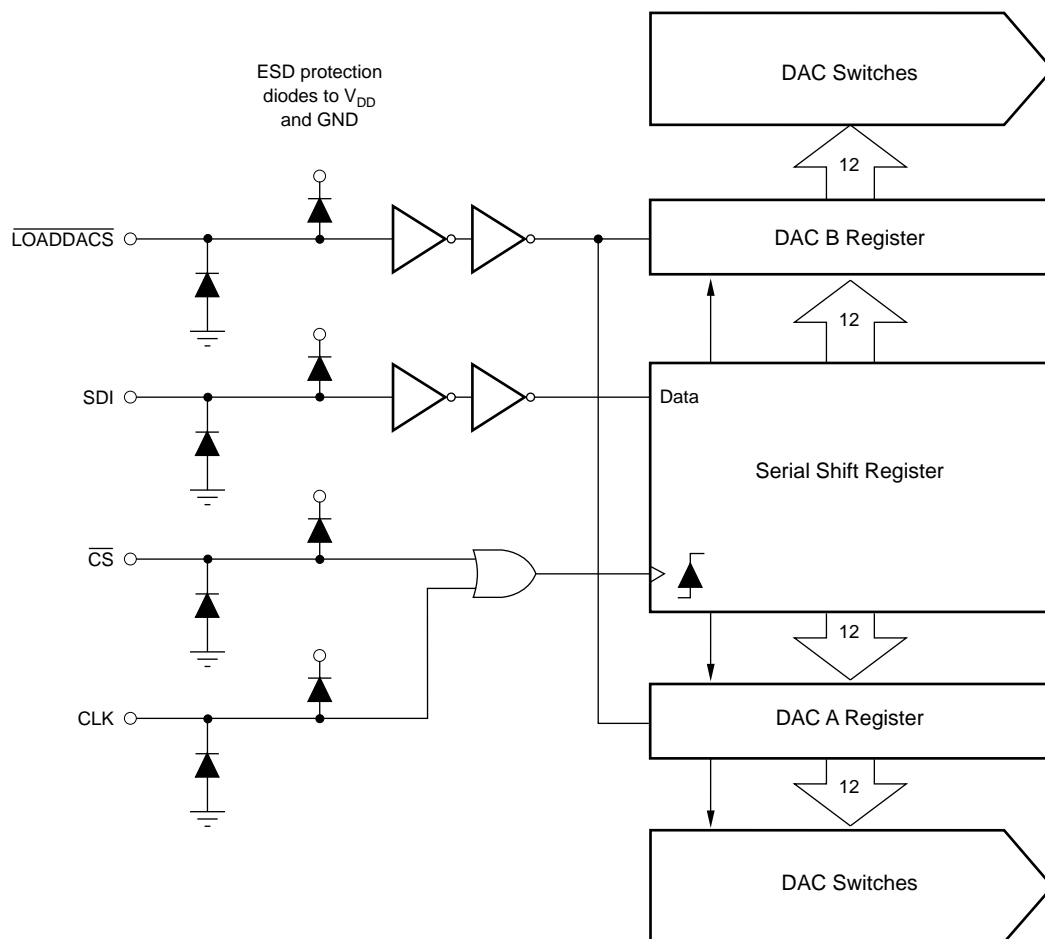 DAC Switches
ESD protection
diodes to VDD
and GND
12
LOADDACS
DAC B Register
12
SDI
Data
Serial Shift Register
CS
12
CLK
DAC A Register
12
DAC Switches